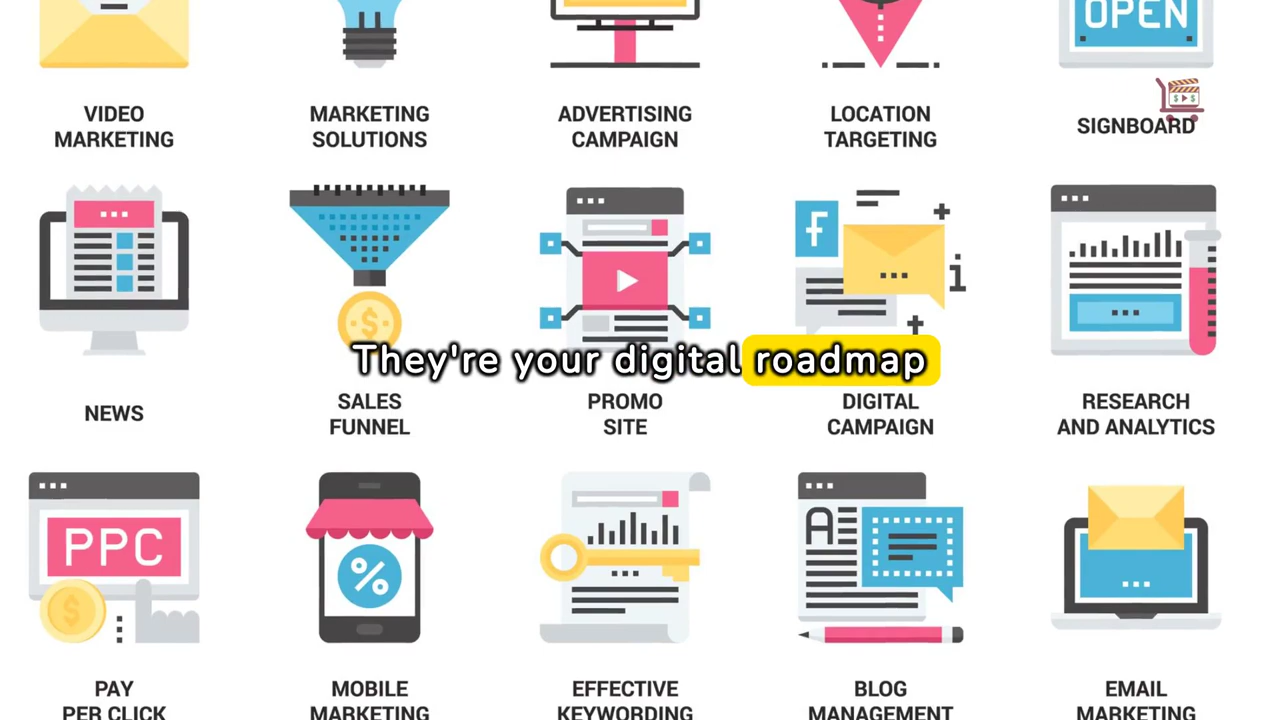 OPEN
VIDEO
MARKETING
MARKETING
SOLUTIONS
ADVERTISING
CAMPAIGN
LOCATION
TARGETING
SIGNBOARD
f
i
They're your digital roadmap
NEWS
SALES
FUNNEL
PROMO
SITE
DIGITAL
CAMPAIGN
RESEARCH
AND ANALYTICS
PPC
%
A
PAY
PER CLICK
MOBILE
MARKETING
EFFECTIVE
KEYWORDING
BLOG
MANAGEMENT
EMAIL
MARKETING